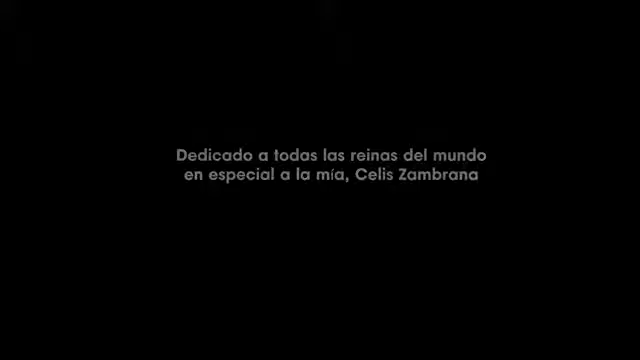 Dedicado a todas las reinas del mundo
en especial a la mía, Celis Zambrana